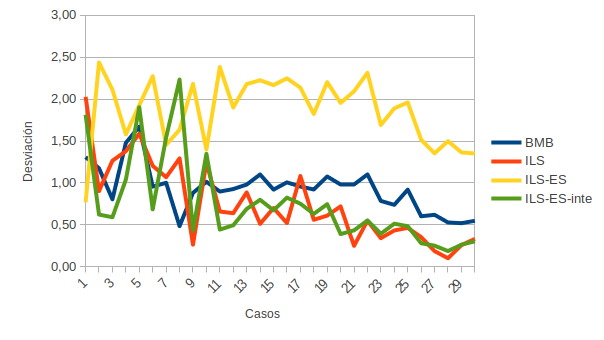 3,00
2,50
2,00
1,50
1,00
0,50
0,00
Desviación
1 3 5 7 9 11 13 15 17 19 21 23 25 27 29
Casos
BMB
ILS
ILS-ES
ILS-ES-inte